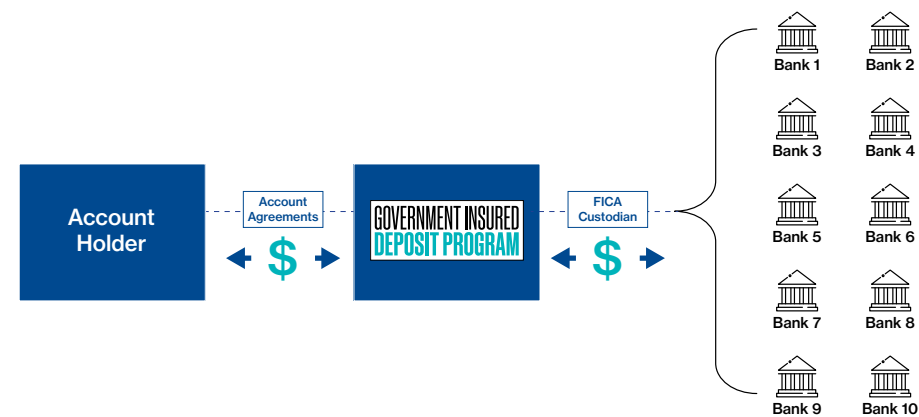 Account
Holder
Account
Agreements
$
GOVERNMENT INSURED
DEPOSIT PROGRAM
FICA
Custodian
$
Bank 1
Bank 2
Bank 3
Bank 4
Bank 5
Bank 6
Bank 7
Bank 8
Bank 9
Bank 10